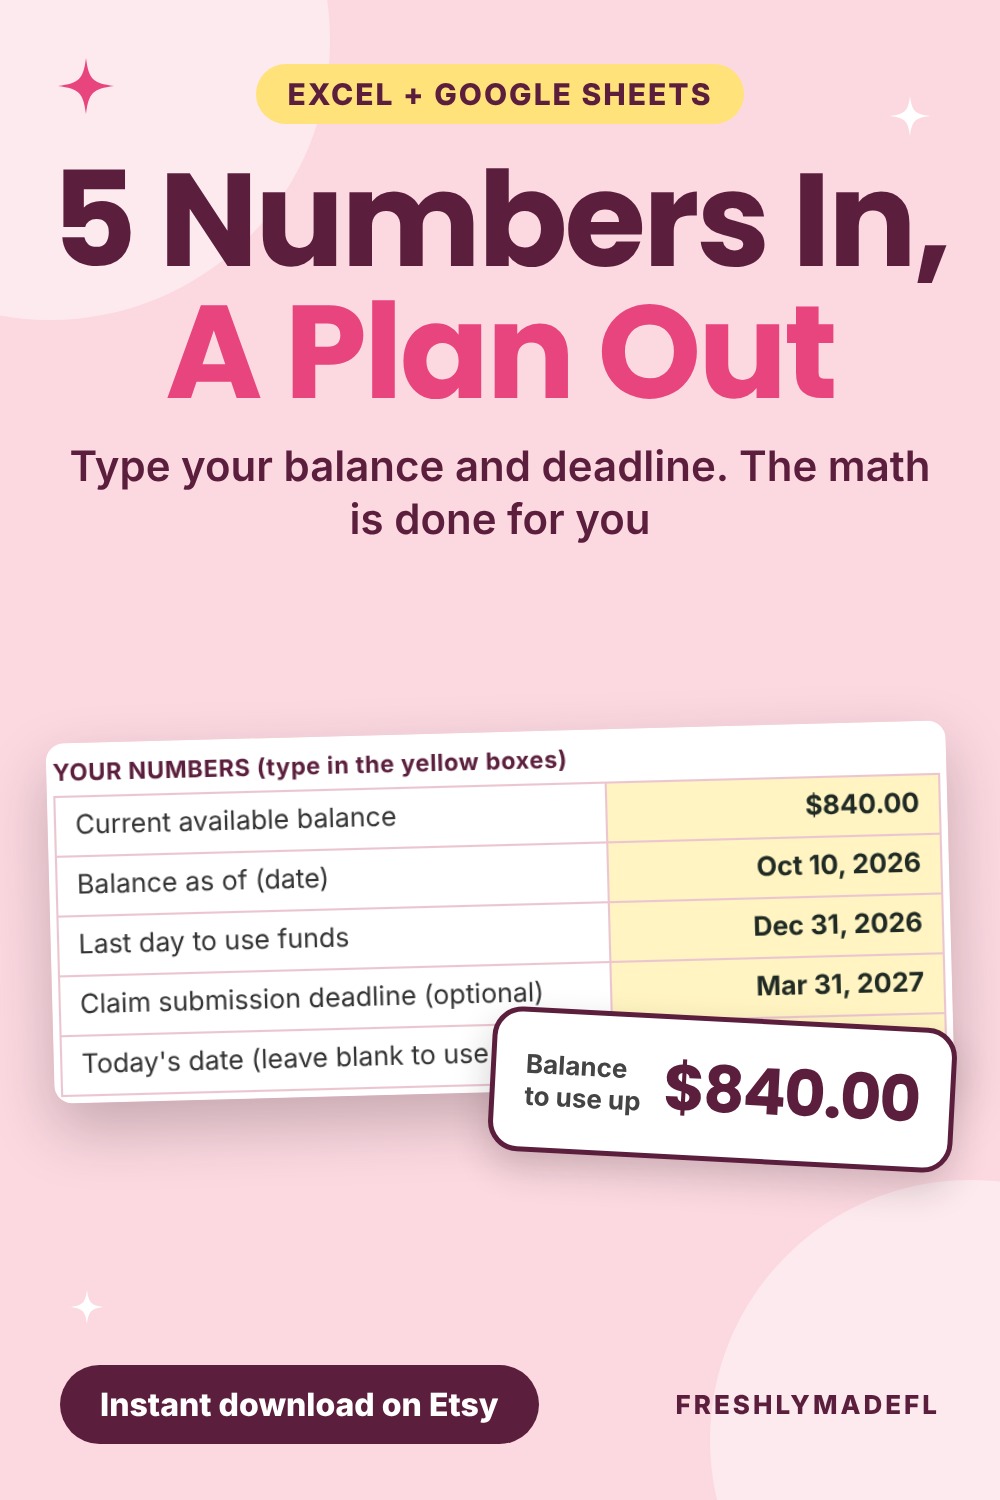 EXCEL + GOOGLE SHEETS
5 Numbers In,
A Plan Out
Type your balance and deadline. The math
is done for you
YOUR NUMBERS (type in the yellow boxes)
Current available balance $840.00
Balance as of (date) Oct 10, 2026
Last day to use funds Dec 31, 2026
Claim submission deadline (optional) Mar 31, 2027
Today's date (leave blank to use
Balance
to use up $840.00
Instant download on Etsy
FRESHLYMADEFL